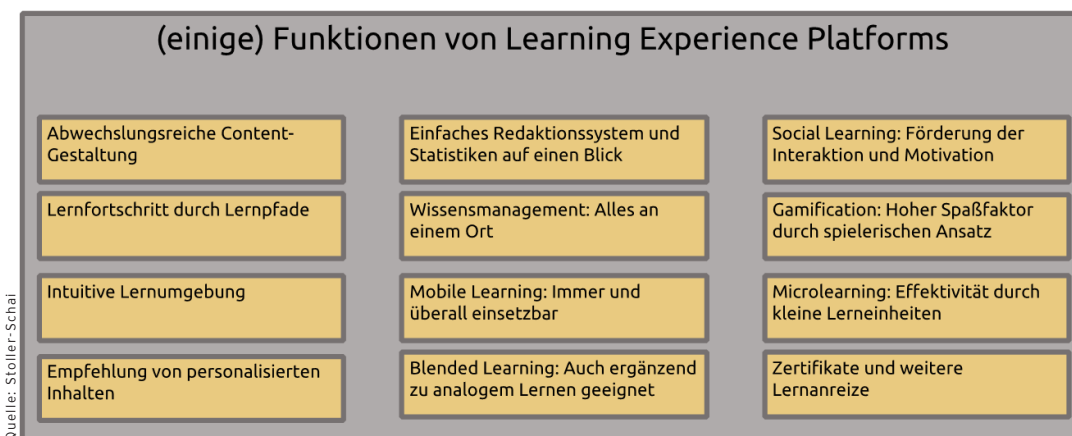 (einige) Funktionen von Learning Experience Platforms
Abwechslungsreiche Content-
Gestaltung
Lernfortschritt durch Lernpfade
Intuitive Lernumgebung
Empfehlung von personalisierten
Inhalten
Einfaches Redaktionssystem und
Statistiken auf einen Blick
Wissensmanagement: Alles an
einem Ort
Mobile Learning: Immer und
überall einsetzbar
Blended Learning: Auch ergänzend
zu analogem Lernen geeignet
Social Learning: Förderung der
Interaktion und Motivation
Gamification: Hoher Spaßfaktor
durch spielerischen Ansatz
Microlearning: Effektivität durch
kleine Lerneinheiten
Zertifikate und weitere
Lernanreize
Quelle: Stoller-Schai